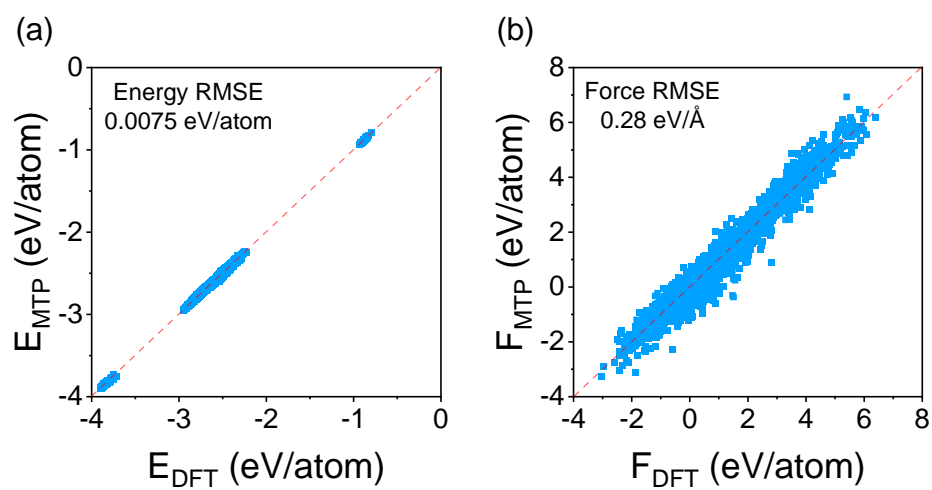 (a)
Energy RMSE
0.0075 eV/atom
0
-1
-2
-3
-4
E_MTP (eV/atom)
-4 -3 -2 -1 0
E_DFT (eV/atom)
(b)
Force RMSE
0.28 eV/Å
8
6
4
2
0
-2
-4
F_MTP (eV/atom)
-4 -2 0 2 4 6 8
F_DFT (eV/atom)